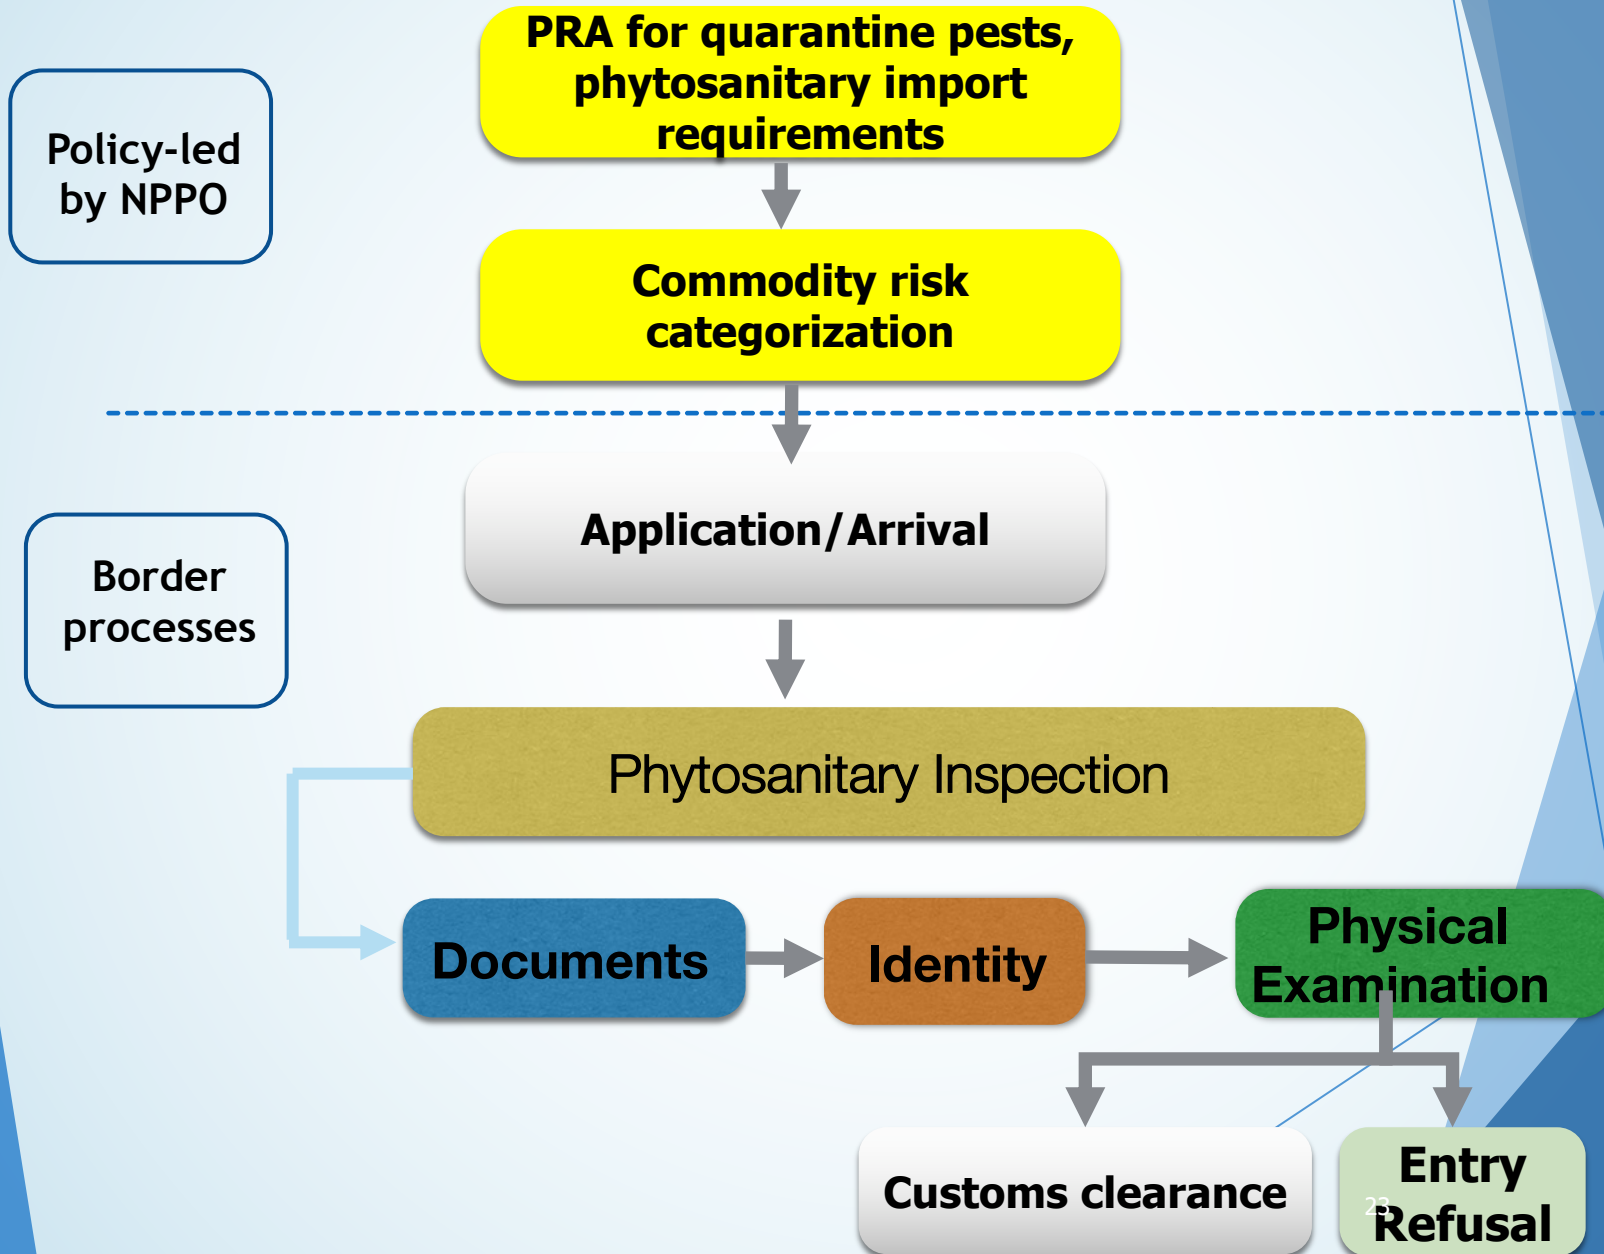 PRA for quarantine pests,
phytosanitary import
requirements
Policy-led
by NPPO
Commodity risk
categorization
Application/Arrival
Border
processes
Phytosanitary Inspection
Documents
Identity
Physical
Examination
Customs clearance
Entry
Refusal
23